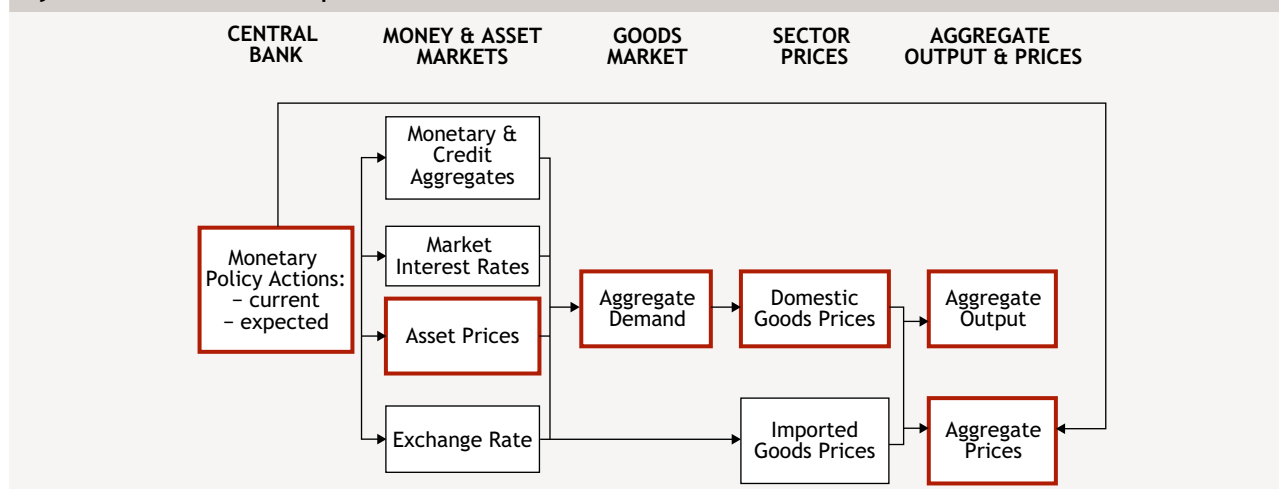 CENTRAL
BANK
MONEY & ASSET
MARKETS
GOODS
MARKET
SECTOR
PRICES
AGGREGATE
OUTPUT & PRICES
Monetary &
Credit
Aggregates
Monetary
Policy Actions:
– current
– expected
Market
Interest Rates
Asset Prices
Exchange Rate
Aggregate
Demand
Domestic
Goods Prices
Imported
Goods Prices
Aggregate
Output
Aggregate
Prices